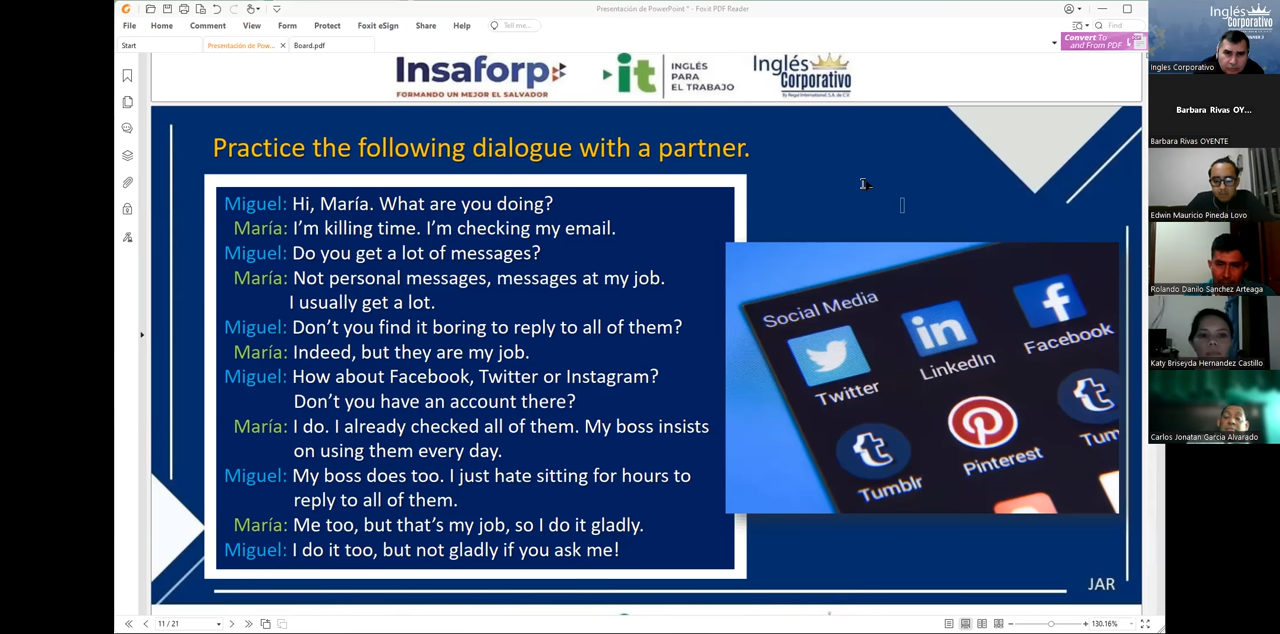 Presentación de PowerPoint * - Foxit PDF Reader
File Home Comment View Form Protect Foxit eSign Share Help Tell me... Find
Start Presentación de Pow... Board.pdf
Convert To
and From PDF
Insaforp
FORMANDO UN MEJOR EL SALVADOR
it
INGLÉS
PARA
EL TRABAJO
Inglés
Corporativo
Practice the following dialogue with a partner.
Miguel: Hi, María. What are you doing?
María: I'm killing time. I'm checking my email.
Miguel: Do you get a lot of messages?
María: Not personal messages, messages at my job.
I usually get a lot.
Miguel: Don't you find it boring to reply to all of them?
María: Indeed, but they are my job.
Miguel: How about Facebook, Twitter or Instagram?
Don't you have an account there?
María: I do. I already checked all of them. My boss insists
on using them every day.
Miguel: My boss does too. I just hate sitting for hours to
reply to all of them.
María: Me too, but that's my job, so I do it gladly.
Miguel: I do it too, but not gladly if you ask me!
Social Media
Twitter
LinkedIn
Facebook
Tumblr
Pinterest
Tum
JAR
11 / 21
130.16%
Inglés
Corporativo
Ingles Corporativo
Barbara Rivas OY...
Barbara Rivas OYENTE
Edwin Mauricio Pineda Lovo
Rolando Danilo Sanchez Arteaga
Katy Briseyda Hernandez Castillo
Carlos Jonatan Garcia Alvarado